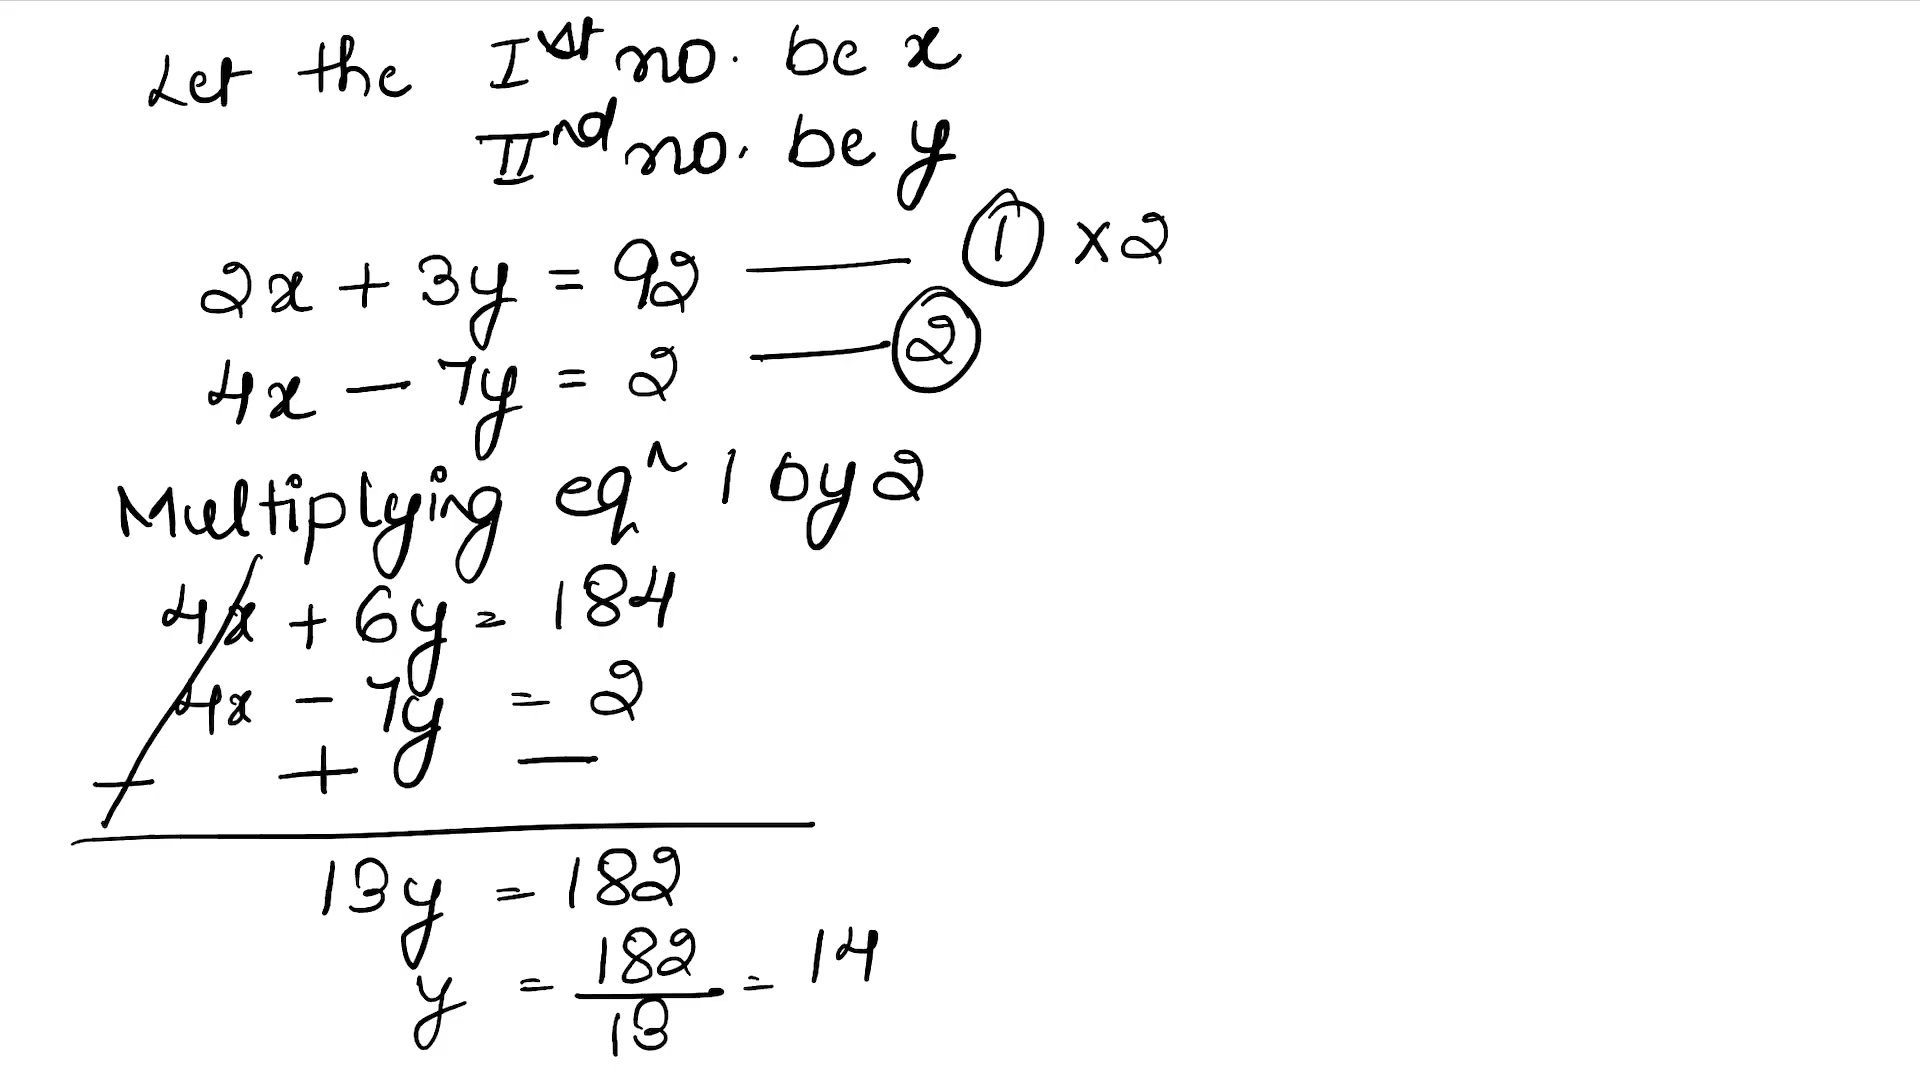 Let the Ist no. be x
IInd no. be y
2x + 3y = 92 —— ① ×2
4x − 7y = 2 —— ②
Multiplying eqn 1 by 2
4x + 6y = 184
4x − 7y = 2
− + −
13y = 182
y = 182/13 = 14